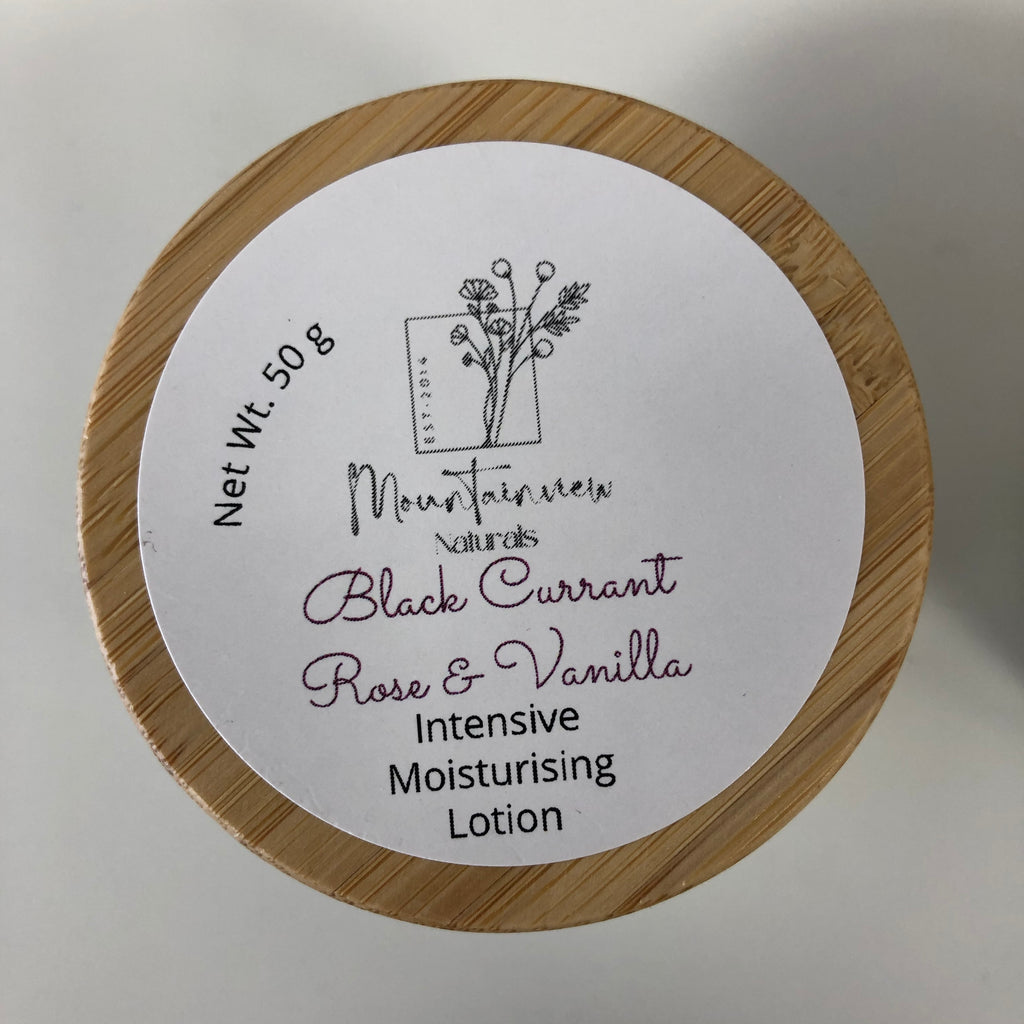 Net Wt. 50 g
EST. 2014
Mountainview
Naturals
Black Currant
Rose & Vanilla
Intensive
Moisturising
Lotion